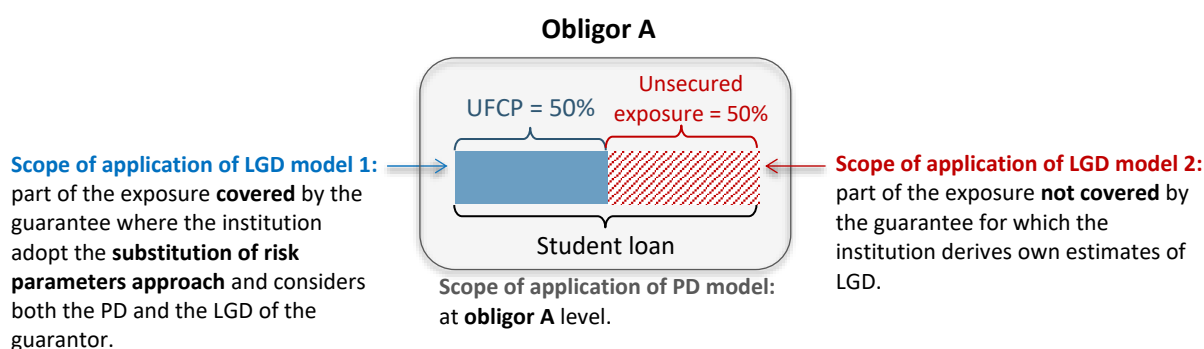 Obligor A
UFCP = 50%
Unsecured
exposure = 50%
Scope of application of LGD model 1:
part of the exposure covered by the
guarantee where the institution
adopt the substitution of risk
parameters approach and considers
both the PD and the LGD of the
guarantor.
Student loan
Scope of application of PD model:
at obligor A level.
Scope of application of LGD model 2:
part of the exposure not covered by
the guarantee for which the
institution derives own estimates of
LGD.